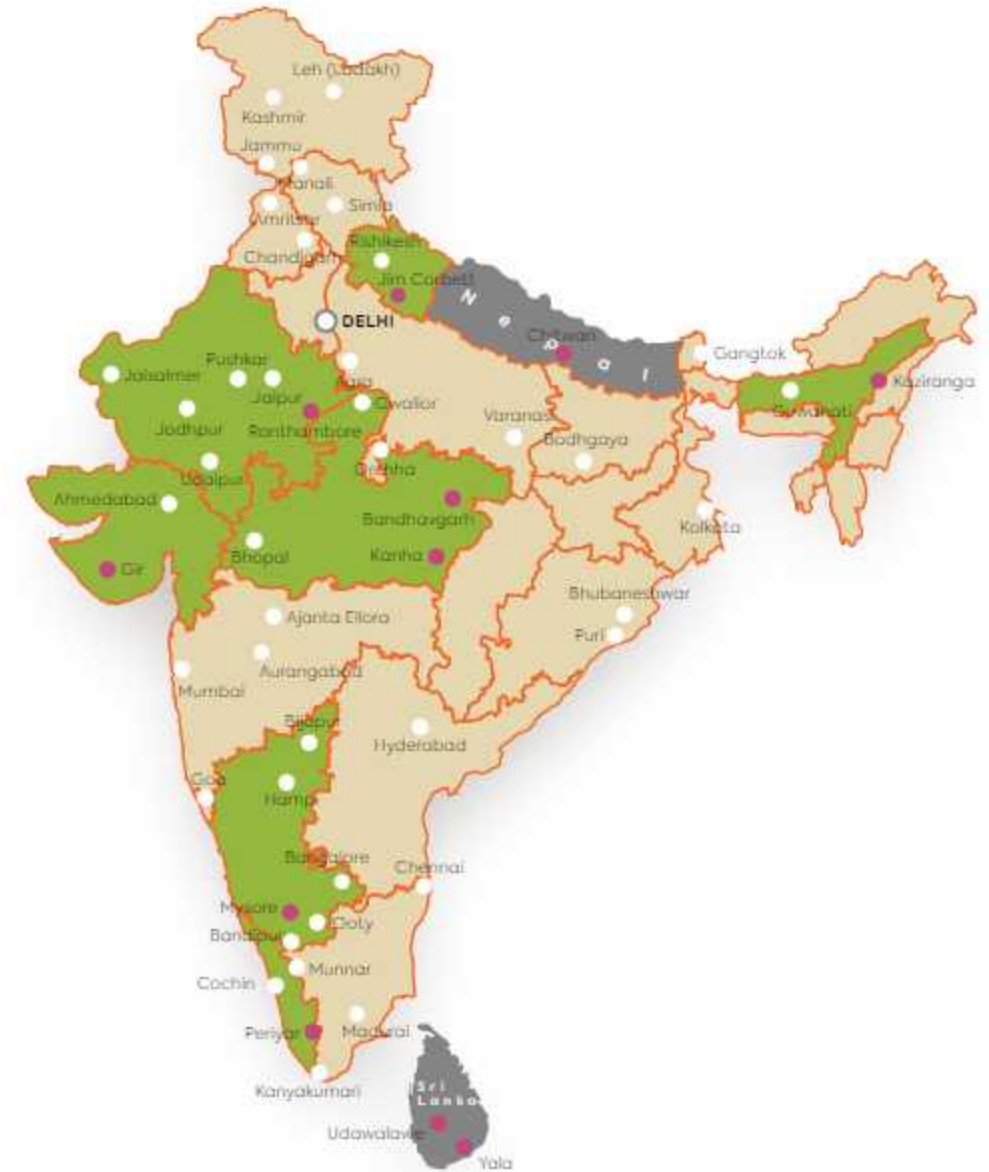 Leh (Ladakh)
Kashmir
Jammu
Manali
Simla
Amritsar
Chandigarh
Rishikesh
Jim Corbett
DELHI
Nepal
Chitwan
Gangtok
Kaziranga
Guwahati
Pushkar
Jaisalmer
Jaipur
Agra
Gwalior
Jodhpur
Ranthambore
Varanasi
Bodhgaya
Orchha
Udaipur
Ahmedabad
Bandhavgarh
Kolkata
Bhopal
Kanha
Gir
Bhubaneshwar
Ajanta Ellora
Puri
Aurangabad
Mumbai
Bijapur
Hyderabad
Goa
Hampi
Bangalore
Chennai
Mysore
Ooty
Bandipur
Munnar
Cochin
Periyar
Madurai
Kanyakumari
Sri
Lanka
Udawalawe
Yala